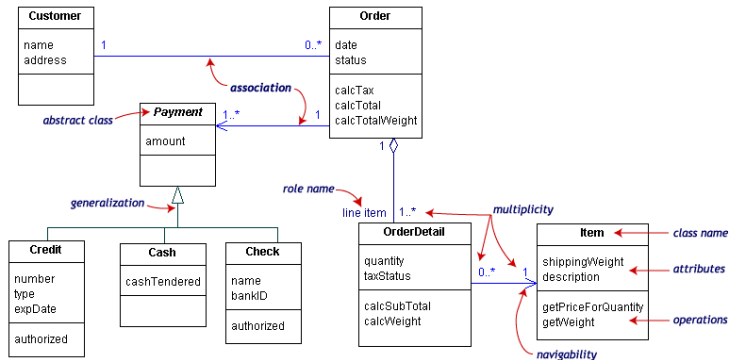 Customer
name
address
Order
date
status
calcTax
calcTotal
calcTotalWeight
1
0..*
association
abstract class
Payment
amount
1..*
1
1
generalization
role name
line item
1..*
multiplicity
Credit
number
type
expDate
authorized
Cash
cashTendered
Check
name
bankID
authorized
OrderDetail
quantity
taxStatus
calcSubTotal
calcWeight
0..*
1
Item
shippingWeight
description
getPriceForQuantity
getWeight
class name
attributes
operations
navigability